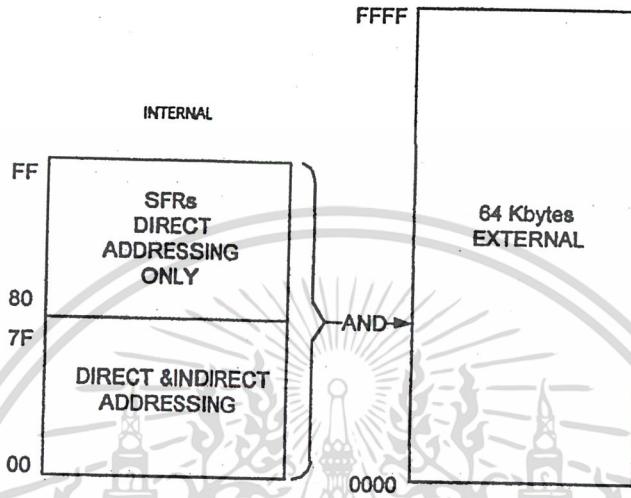 FFFF
INTERNAL
FF
SFRs
DIRECT
ADDRESSING
ONLY
80
7F
DIRECT &INDIRECT
ADDRESSING
00
AND
64 Kbytes
EXTERNAL
0000